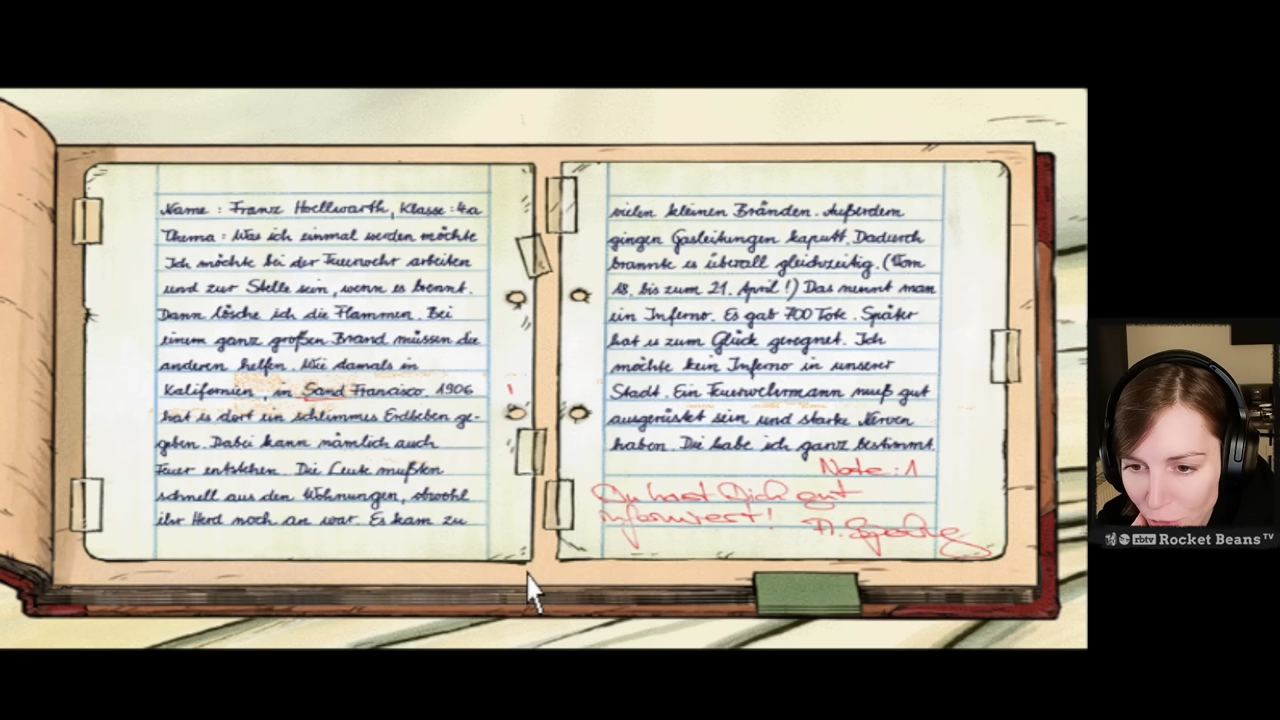 Name : Franz Hoellwarth, Klasse : 4a
Thema : Was ich einmal werden möchte
Ich möchte bei der Feuerwehr arbeiten
und zur Stelle sein, wenn es brennt.
Dann lösche ich die Flammen. Bei
einem ganz großen Brand müssen die
anderen helfen. Wie damals in
Kalifornien, in Sand Francisco. 1906
hat es dort ein schlimmes Erdbeben ge-
geben. Dabei kann nämlich auch
Feuer entstehen. Die Leute mußten
schnell aus den Wohnungen, obwohl
ihr Herd noch an war. Es kam zu
vielen kleinen Bränden. Außerdem
gingen Gasleitungen kaputt. Dadurch
brannte es überall gleichzeitig. (Vom
18. bis zum 21. April!) Das nennt man
ein Inferno. Es gab 700 Tote. Später
hat es zum Glück geregnet. Ich
möchte kein Inferno in unserer
Stadt. Ein Feuerwehrmann muß gut
ausgerüstet sein und starke Nerven
haben. Die habe ich ganz bestimmt.
Note : 1
Du hast Dich gut
informiert!
rbtv Rocket Beans TV